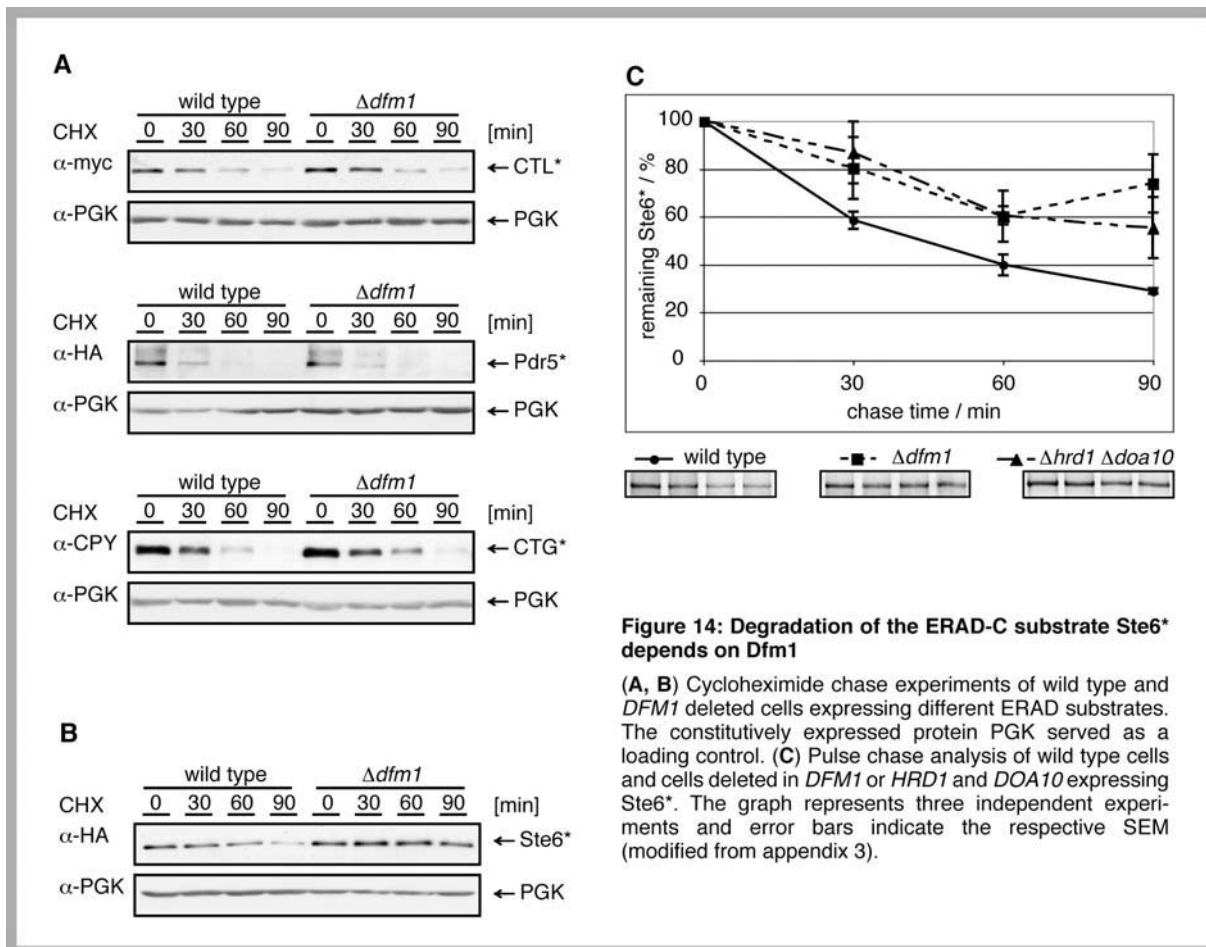 A
wild type Δdfm1
CHX 0 30 60 90 0 30 60 90 [min]
α-myc ← CTL*
α-PGK ← PGK
wild type Δdfm1
CHX 0 30 60 90 0 30 60 90 [min]
α-HA ← Pdr5*
α-PGK ← PGK
wild type Δdfm1
CHX 0 30 60 90 0 30 60 90 [min]
α-CPY ← CTG*
α-PGK ← PGK
B
wild type Δdfm1
CHX 0 30 60 90 0 30 60 90 [min]
α-HA ← Ste6*
α-PGK ← PGK
C
remaining Ste6* / %
100
80
60
40
20
0
0 30 60 90
chase time / min
wild type Δdfm1 Δhrd1 Δdoa10
Figure 14: Degradation of the ERAD-C substrate Ste6*
depends on Dfm1
(A, B) Cycloheximide chase experiments of wild type and
DFM1 deleted cells expressing different ERAD substrates.
The constitutively expressed protein PGK served as a
loading control. (C) Pulse chase analysis of wild type cells
and cells deleted in DFM1 or HRD1 and DOA10 expressing
Ste6*. The graph represents three independent experi-
ments and error bars indicate the respective SEM
(modified from appendix 3).